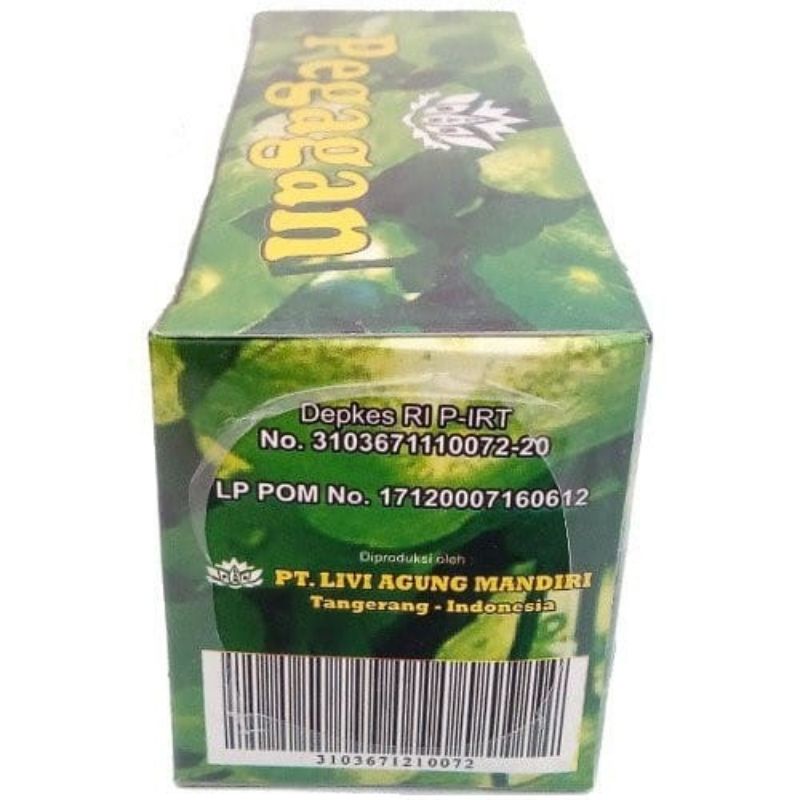 Pegagan
Depkes RI P-IRT
No. 3103671110072-20
LP POM No. 17120007160612
Diproduksi oleh :
PT. LIVI AGUNG MANDIRI
Tangerang - Indonesia
3103671210072